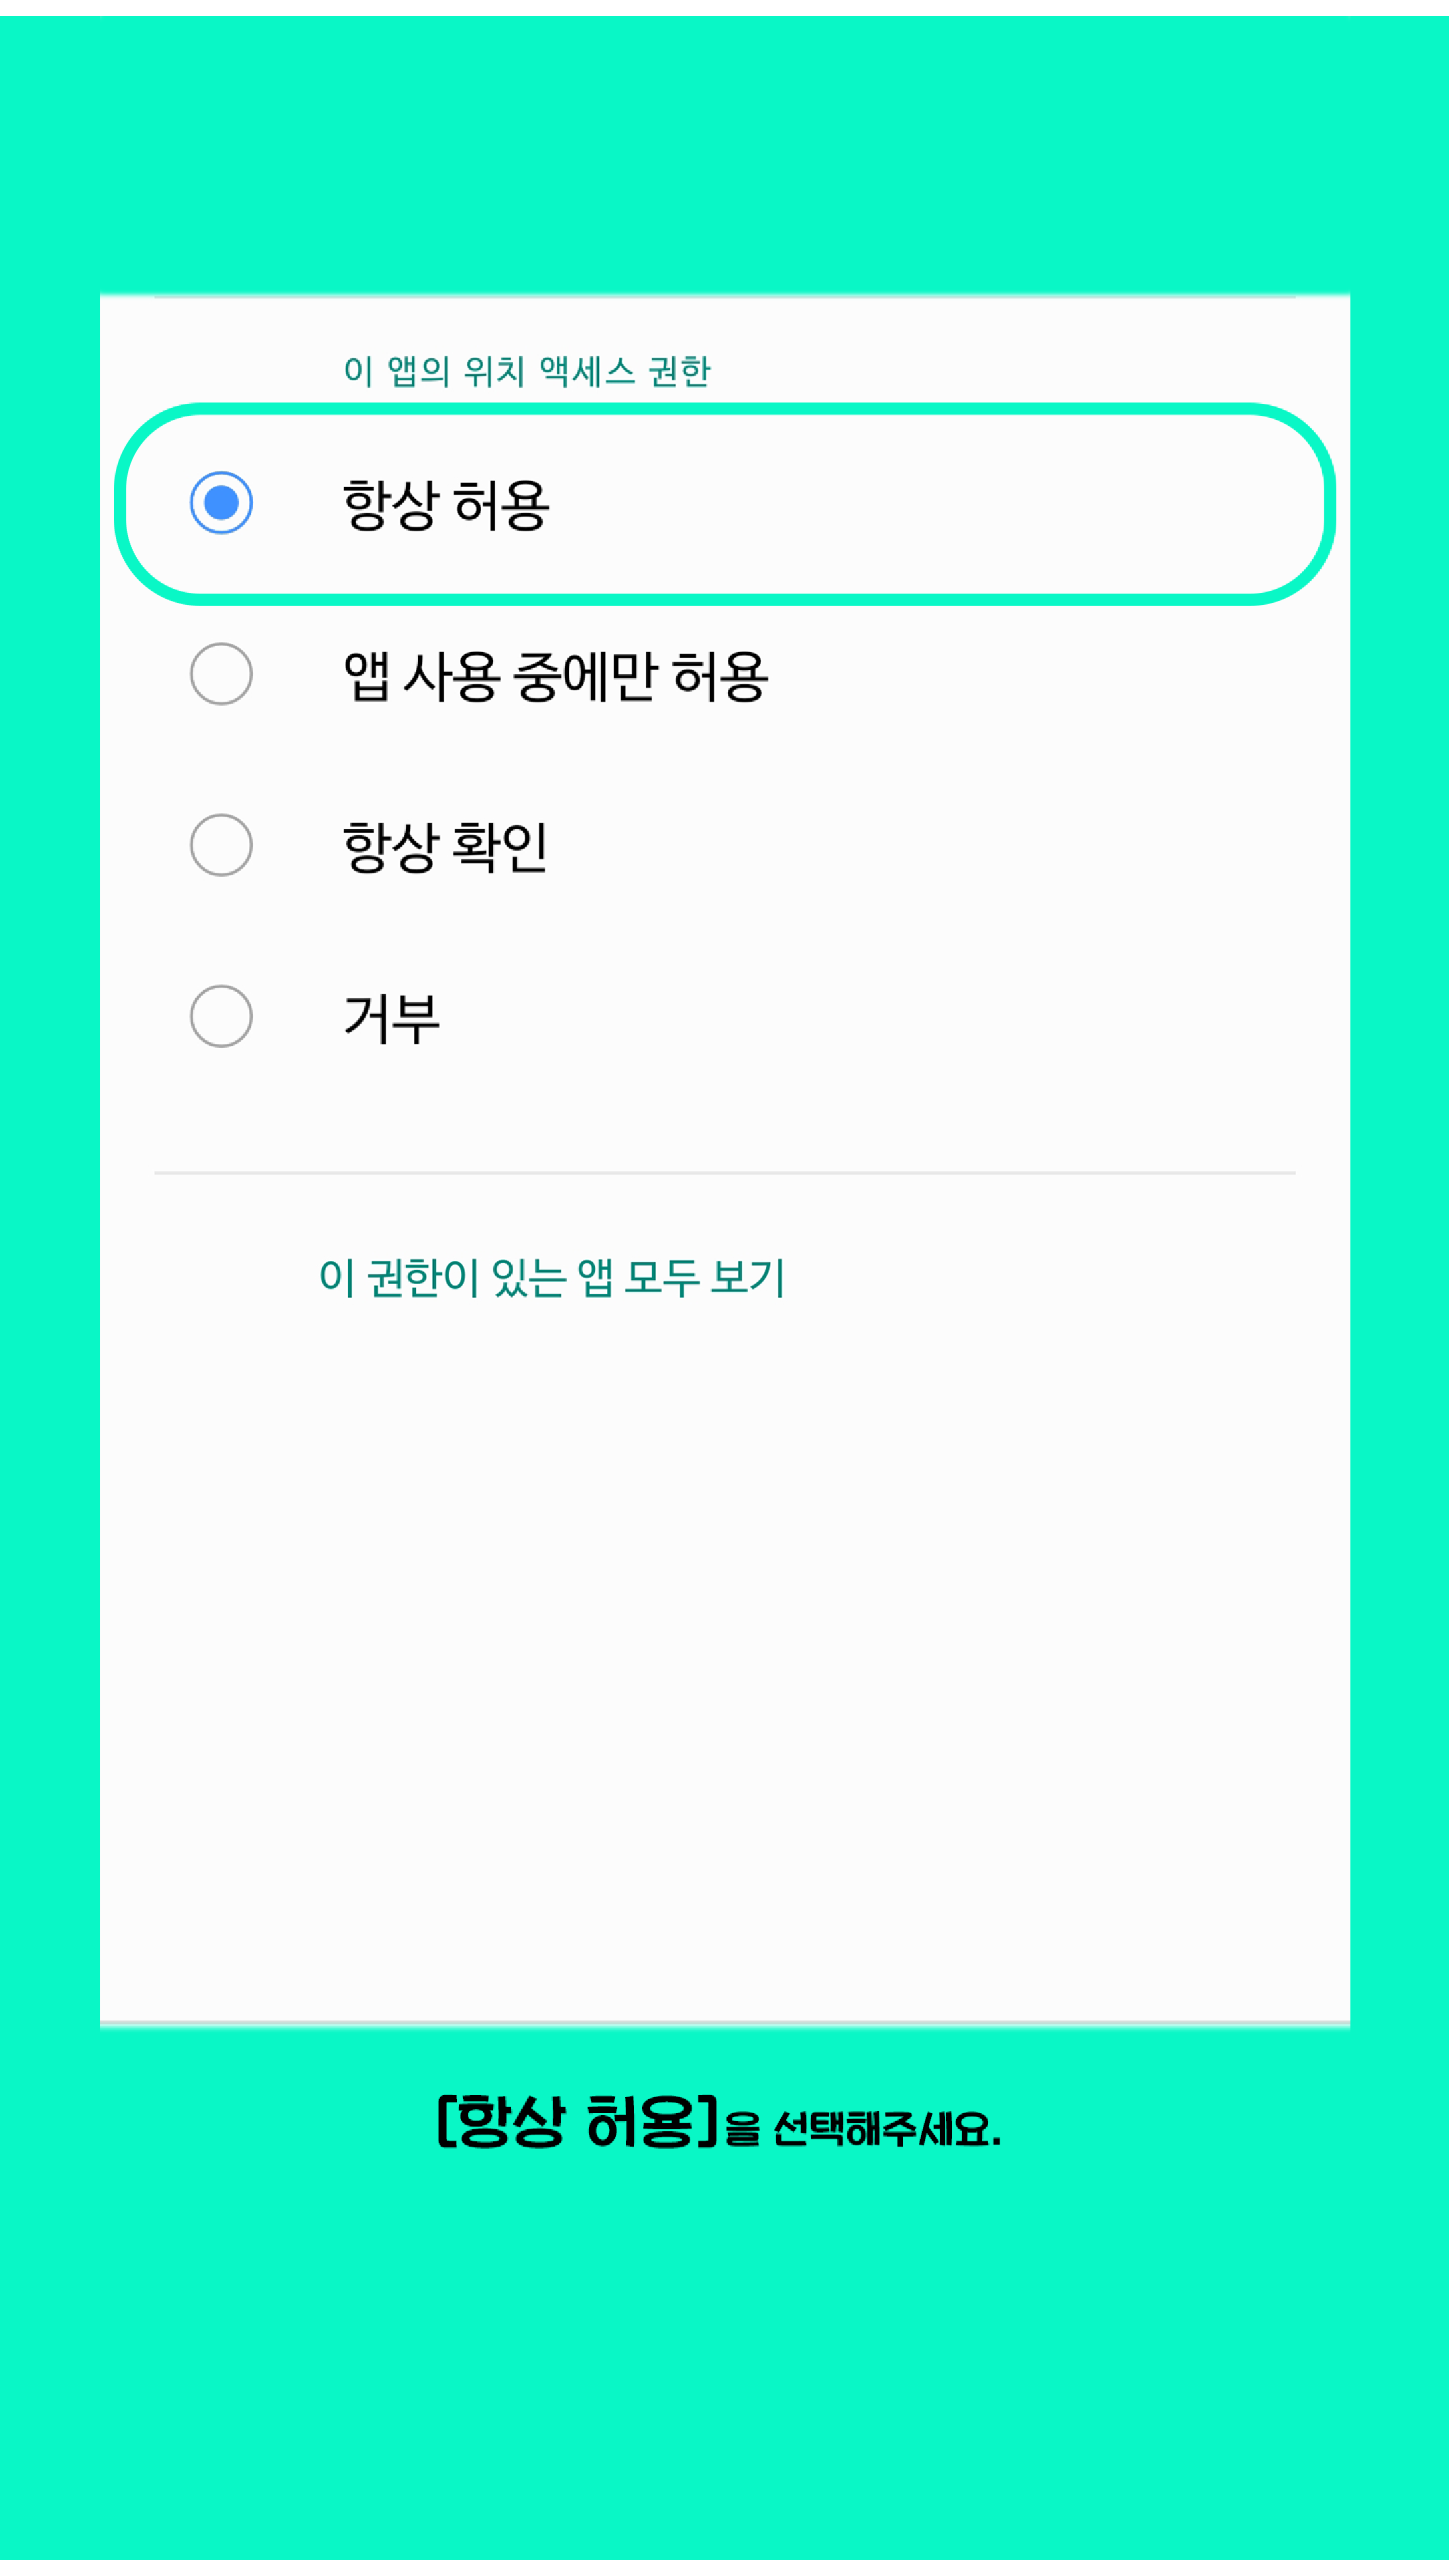 이 앱의 위치 액세스 권한
항상 허용
앱 사용 중에만 허용
항상 확인
거부
이 권한이 있는 앱 모두 보기
[항상 허용]을 선택해주세요.